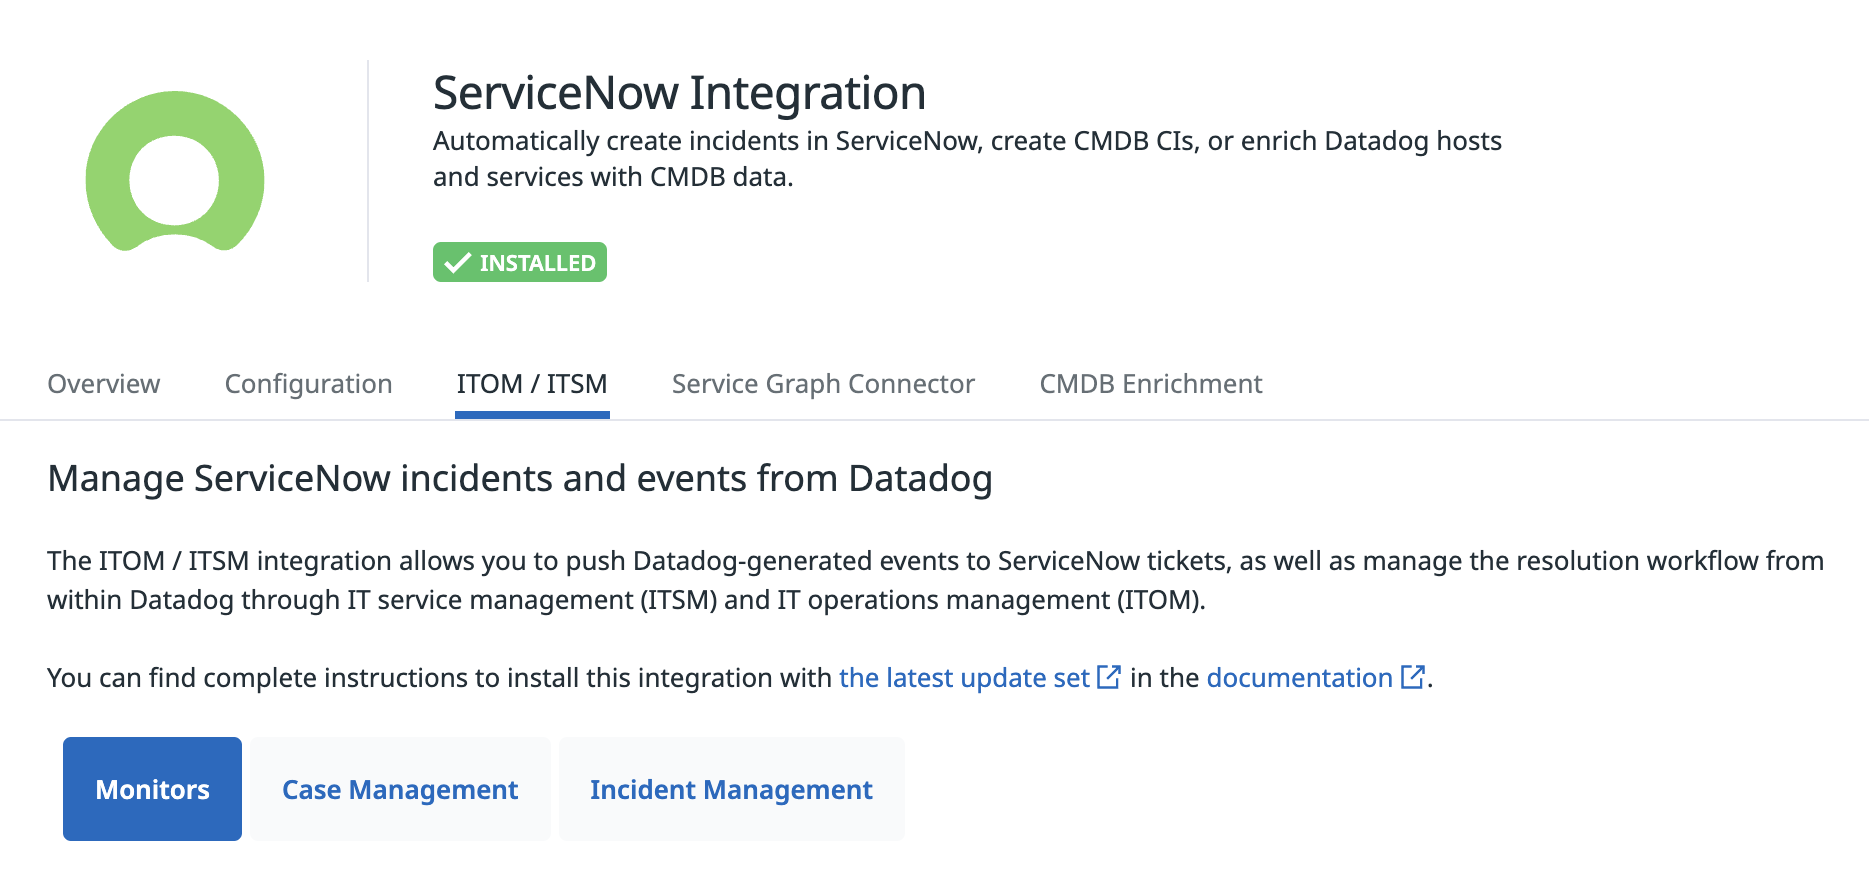 ServiceNow Integration
Automatically create incidents in ServiceNow, create CMDB CIs, or enrich Datadog hosts
and services with CMDB data.
INSTALLED
Overview Configuration ITOM / ITSM Service Graph Connector CMDB Enrichment
Manage ServiceNow incidents and events from Datadog
The ITOM / ITSM integration allows you to push Datadog-generated events to ServiceNow tickets, as well as manage the resolution workflow from
within Datadog through IT service management (ITSM) and IT operations management (ITOM).
You can find complete instructions to install this integration with the latest update set in the documentation.
Monitors Case Management Incident Management